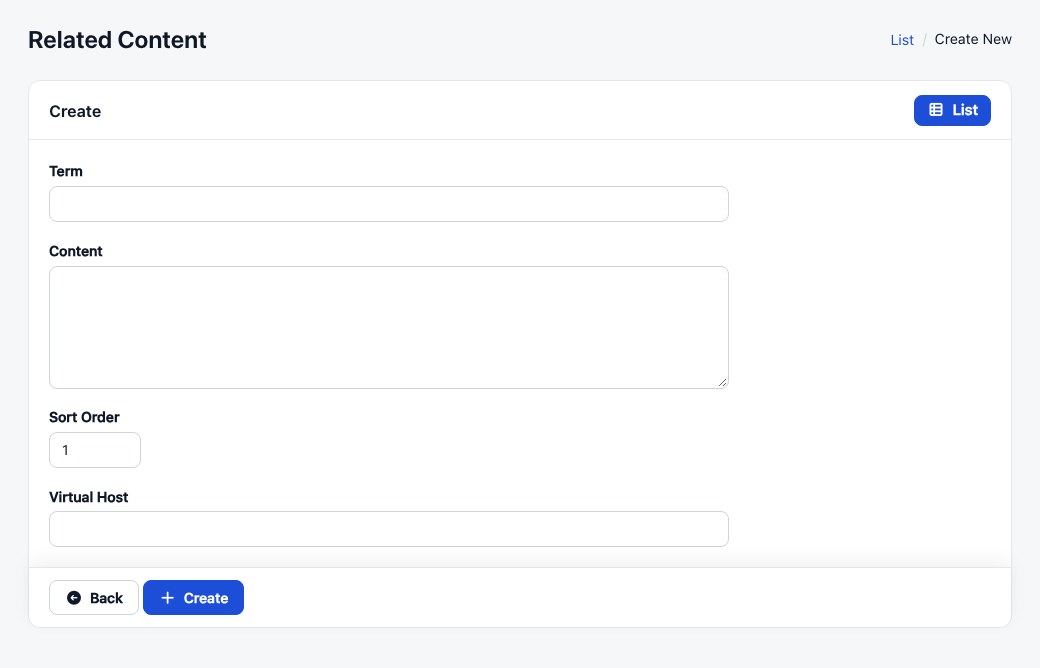 Related Content
List / Create New
Create
List
Term
Content
Sort Order
1
Virtual Host
Back
Create